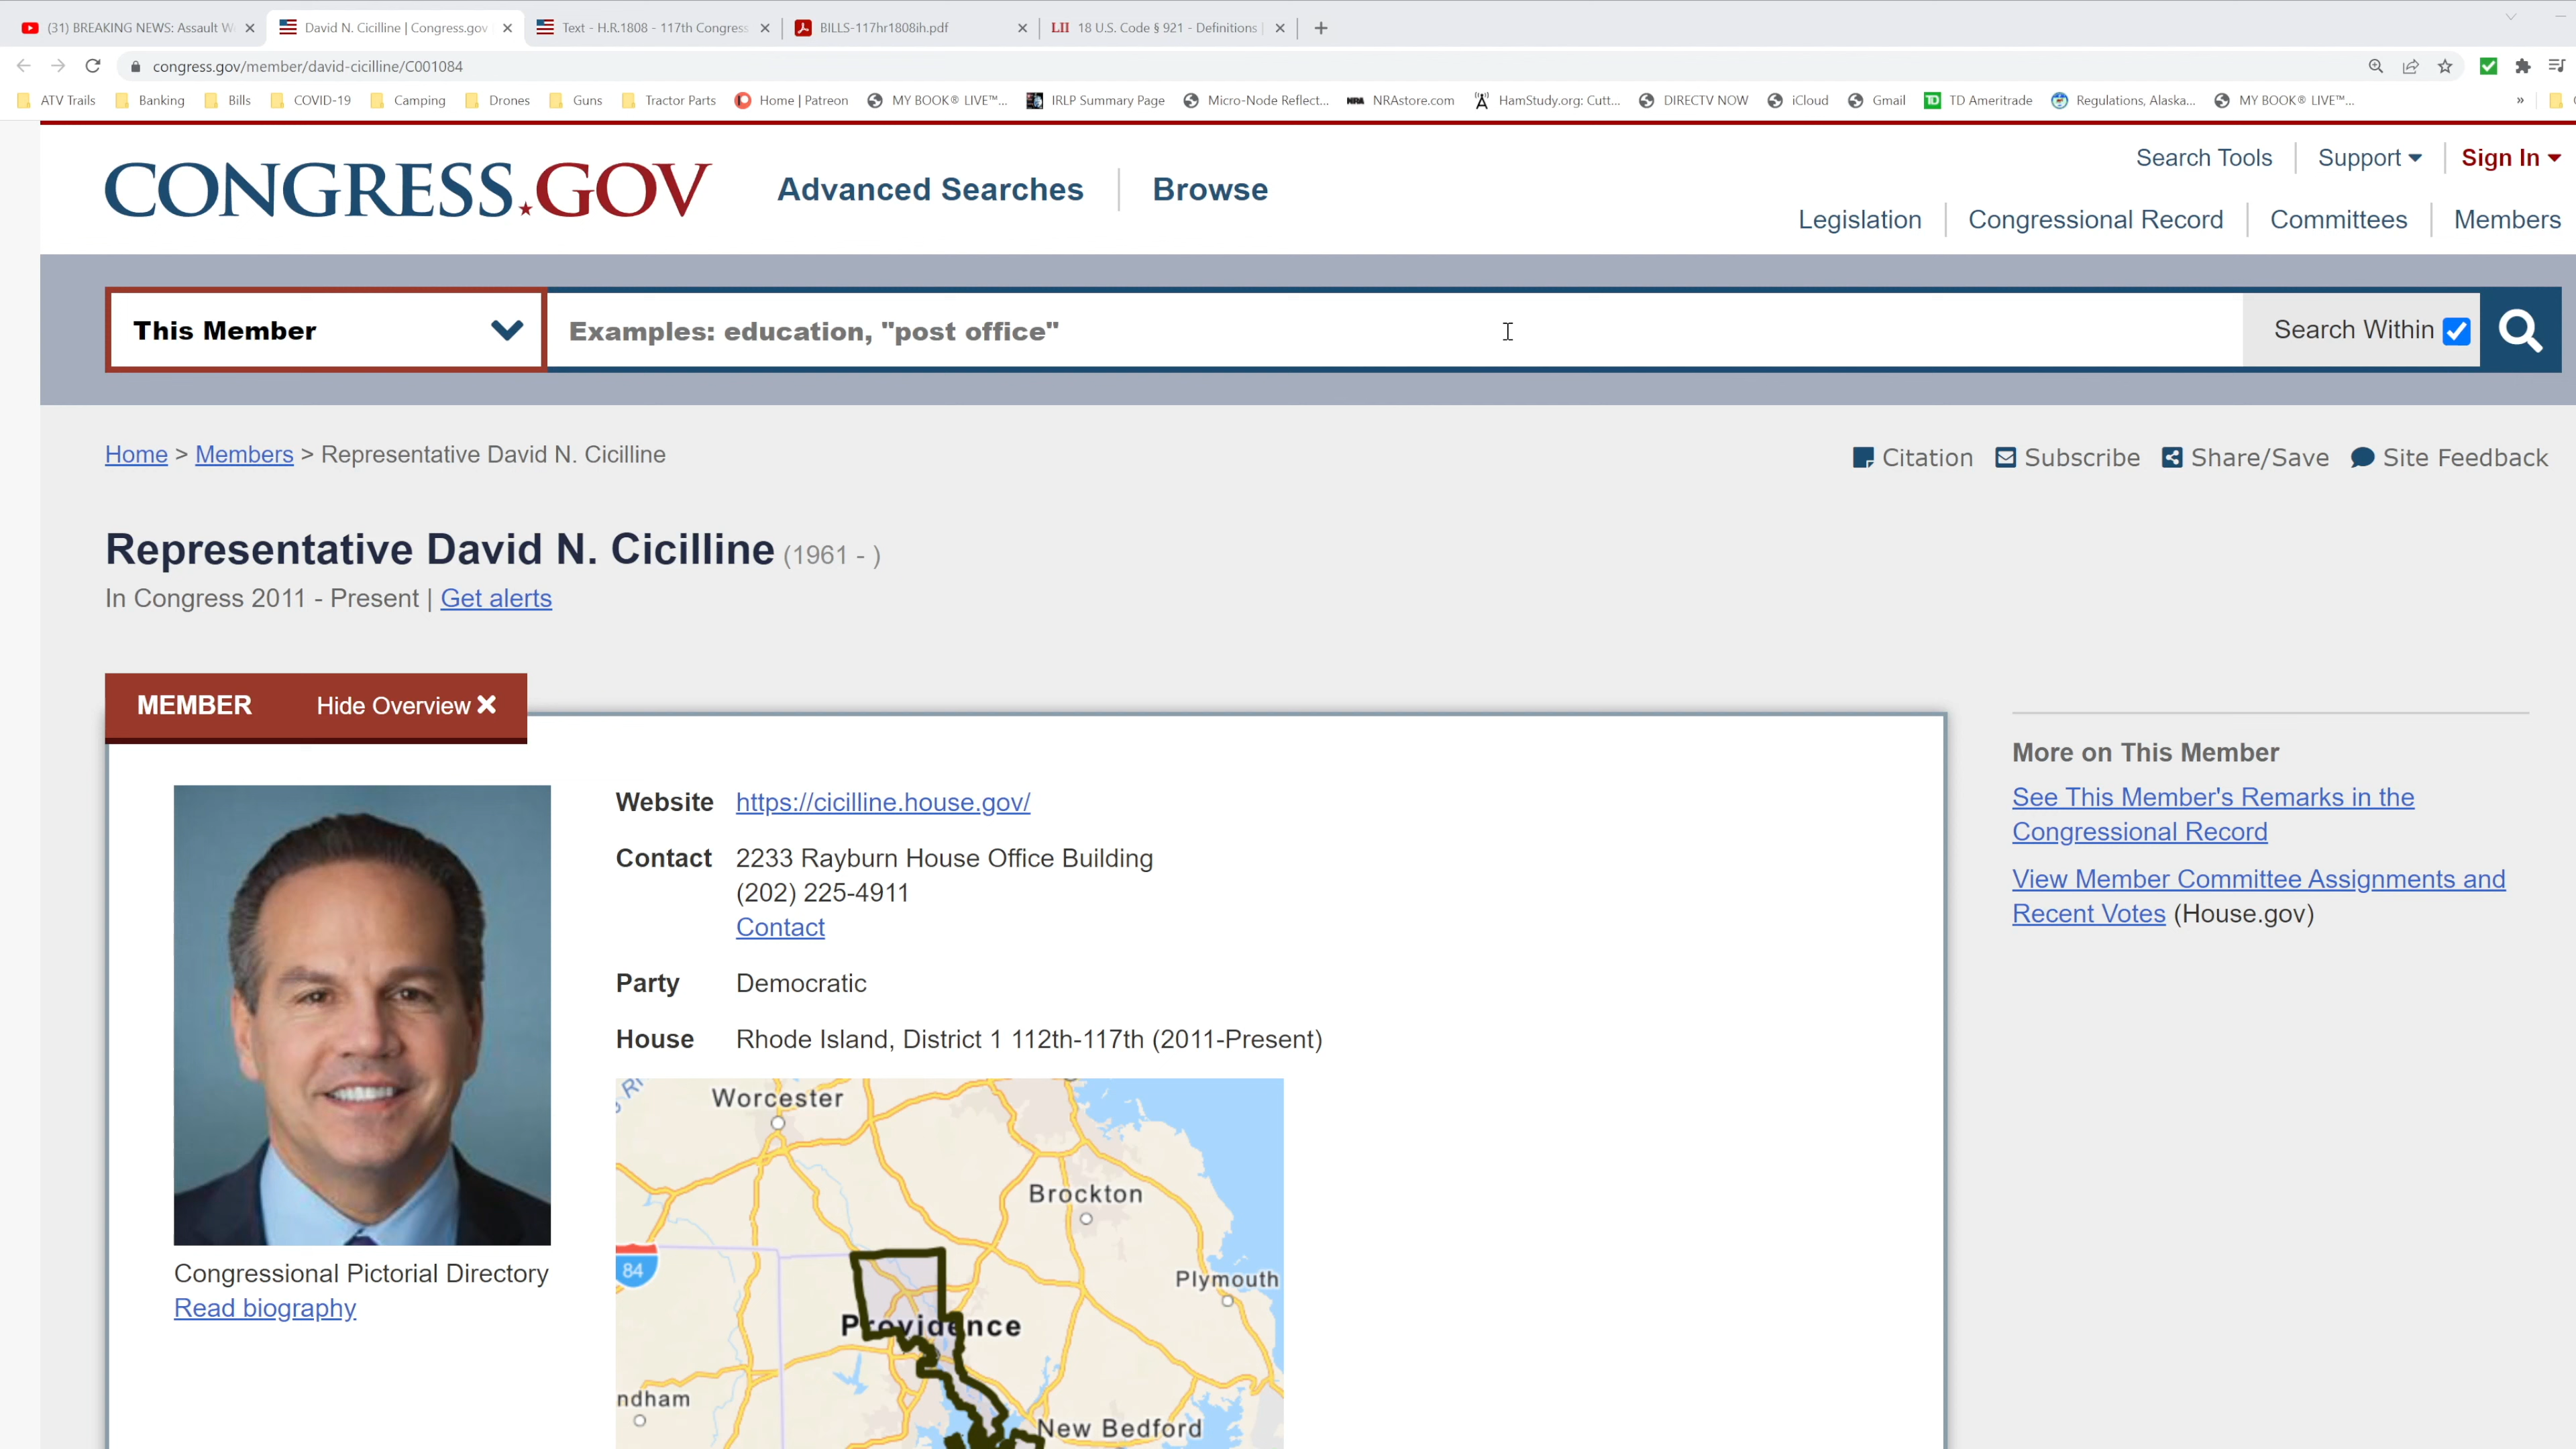 (31) BREAKING NEWS: Assault W
David N. Cicilline | Congress.gov
Text - H.R.1808 - 117th Congress
BILLS-117hr1808ih.pdf
LII 18 U.S. Code § 921 - Definitions |
congress.gov/member/david-cicilline/C001084
ATV Trails Banking Bills COVID-19 Camping Drones Guns Tractor Parts Home | Patreon MY BOOK® LIVE™... IRLP Summary Page Micro-Node Reflect... NRA NRAstore.com HamStudy.org: Cutt... DIRECTV NOW iCloud Gmail TD TD Ameritrade Regulations, Alaska... MY BOOK® LIVE™... »
CONGRESS.GOV
Advanced Searches
Browse
Search Tools Support Sign In
Legislation Congressional Record Committees Members
This Member
Examples: education, "post office"
Search Within
Home > Members > Representative David N. Cicilline
Citation Subscribe Share/Save Site Feedback
Representative David N. Cicilline (1961 - )
In Congress 2011 - Present | Get alerts
MEMBER Hide Overview
Website https://cicilline.house.gov/
Contact 2233 Rayburn House Office Building
(202) 225-4911
Contact
Party Democratic
House Rhode Island, District 1 112th-117th (2011-Present)
Congressional Pictorial Directory
Read biography
Worcester
Brockton
84
Plymouth
Providence
ndham
New Bedford
More on This Member
See This Member's Remarks in the
Congressional Record
View Member Committee Assignments and
Recent Votes (House.gov)